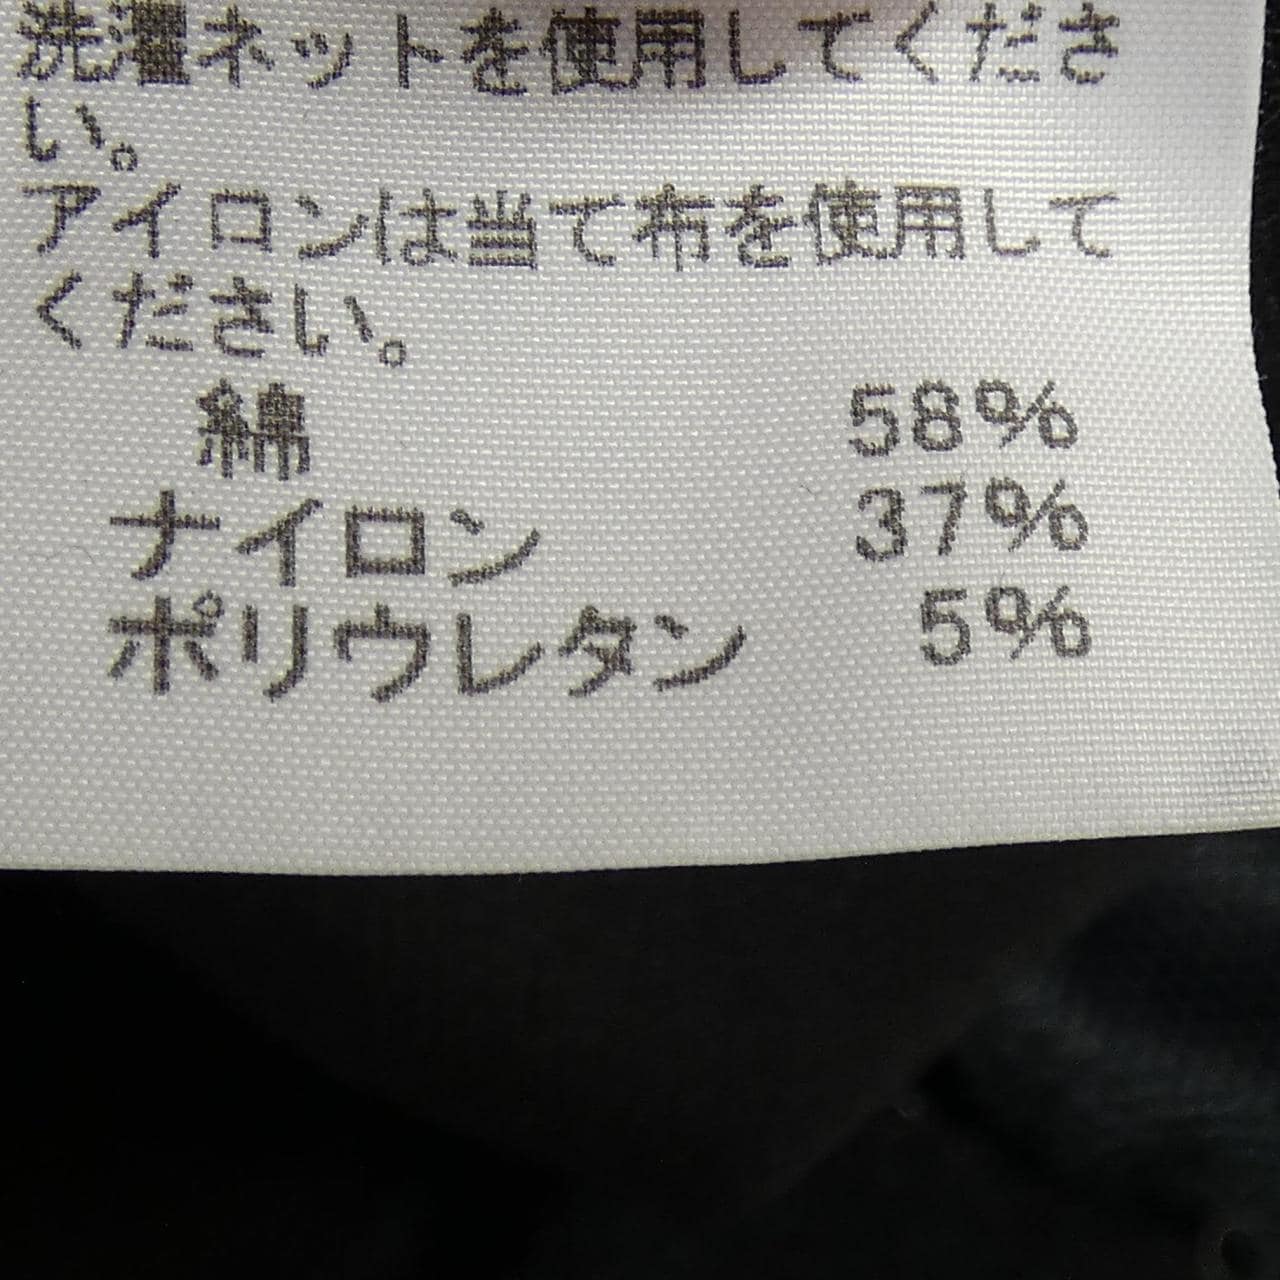 洗濯ネットを使用してくださ
い。
アイロンは当て布を使用して
ください。
綿 58%
ナイロン 37%
ポリウレタン 5%